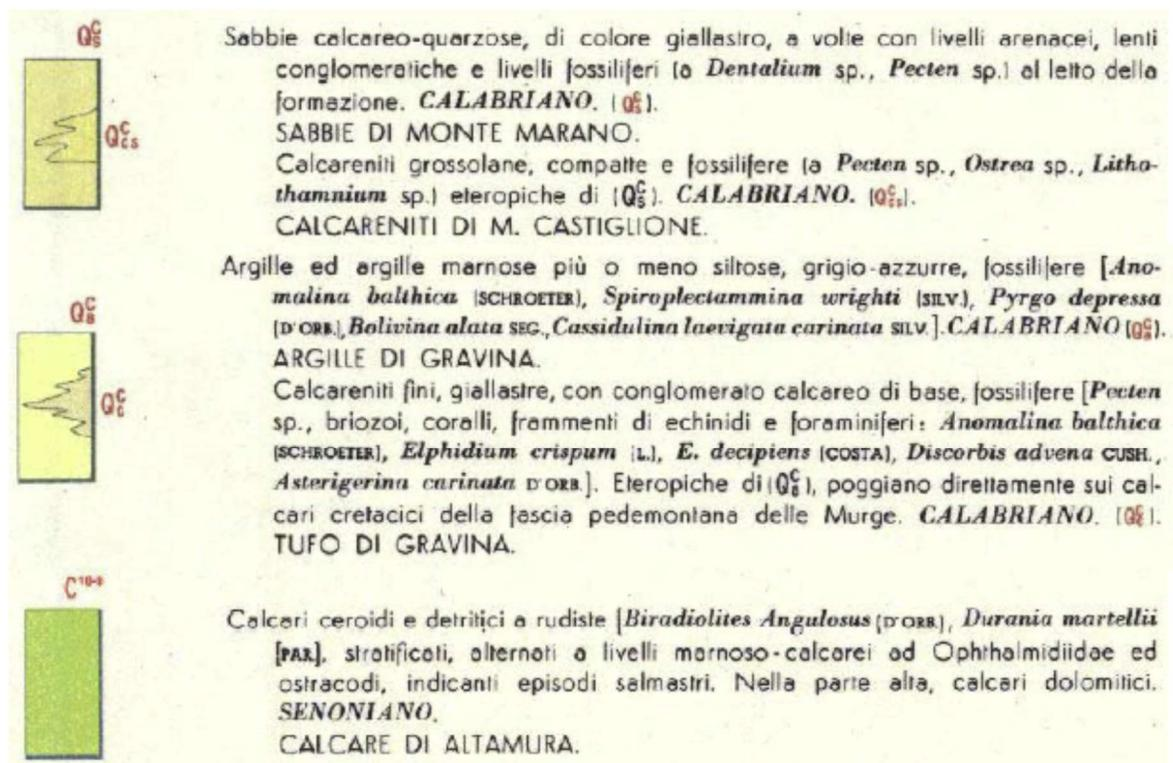 Q^C_S
Sabbie calcareo-quarzose, di colore giallastro, a volte con livelli arenacei, lenti
conglomeratiche e livelli fossiliferi (a Dentalium sp., Pecten sp.) al letto della
formazione. CALABRIANO. (Q^C_S).
Q^C_cs
SABBIE DI MONTE MARANO.
Calcareniti grossolane, compatte e fossilifere (a Pecten sp., Ostrea sp., Litho-
thamnium sp.) eteropiche di (Q^C_S). CALABRIANO. (Q^C_cs).
CALCARENITI DI M. CASTIGLIONE.
Argille ed argille marnose più o meno siltose, grigio-azzurre, fossilifere [Ano-
malina balthica (SCHROETER), Spiroplectammina wrighti (SILV.), Pyrgo depressa
Q^C_a
(D'ORB.), Bolivina alata SEG., Cassidulina laevigata carinata SILV.]. CALABRIANO (Q^C_a).
ARGILLE DI GRAVINA.
Calcareniti fini, giallastre, con conglomerato calcareo di base, fossilifere [Pecten
Q^C_c
sp., briozoi, coralli, frammenti di echinidi e foraminiferi: Anomalina balthica
(SCHROETER), Elphidium crispum (L.), E. decipiens (COSTA), Discorbis advena CUSH.,
Asterigerina carinata D'ORB.]. Eteropiche di (Q^C_a), poggiano direttamente sui cal-
cari cretacici della fascia pedemontana delle Murge. CALABRIANO. (Q^C_c).
TUFO DI GRAVINA.
C^10-9
Calcari ceroidi e detritici a rudiste [Biradiolites Angulosus (D'ORB.), Durania martellii
(PAR.)], stratificati, alternati a livelli marnoso-calcarei ad Ophthalmidiidae ed
ostracodi, indicanti episodi salmastri. Nella parte alta, calcari dolomitici.
SENONIANO.
CALCARE DI ALTAMURA.